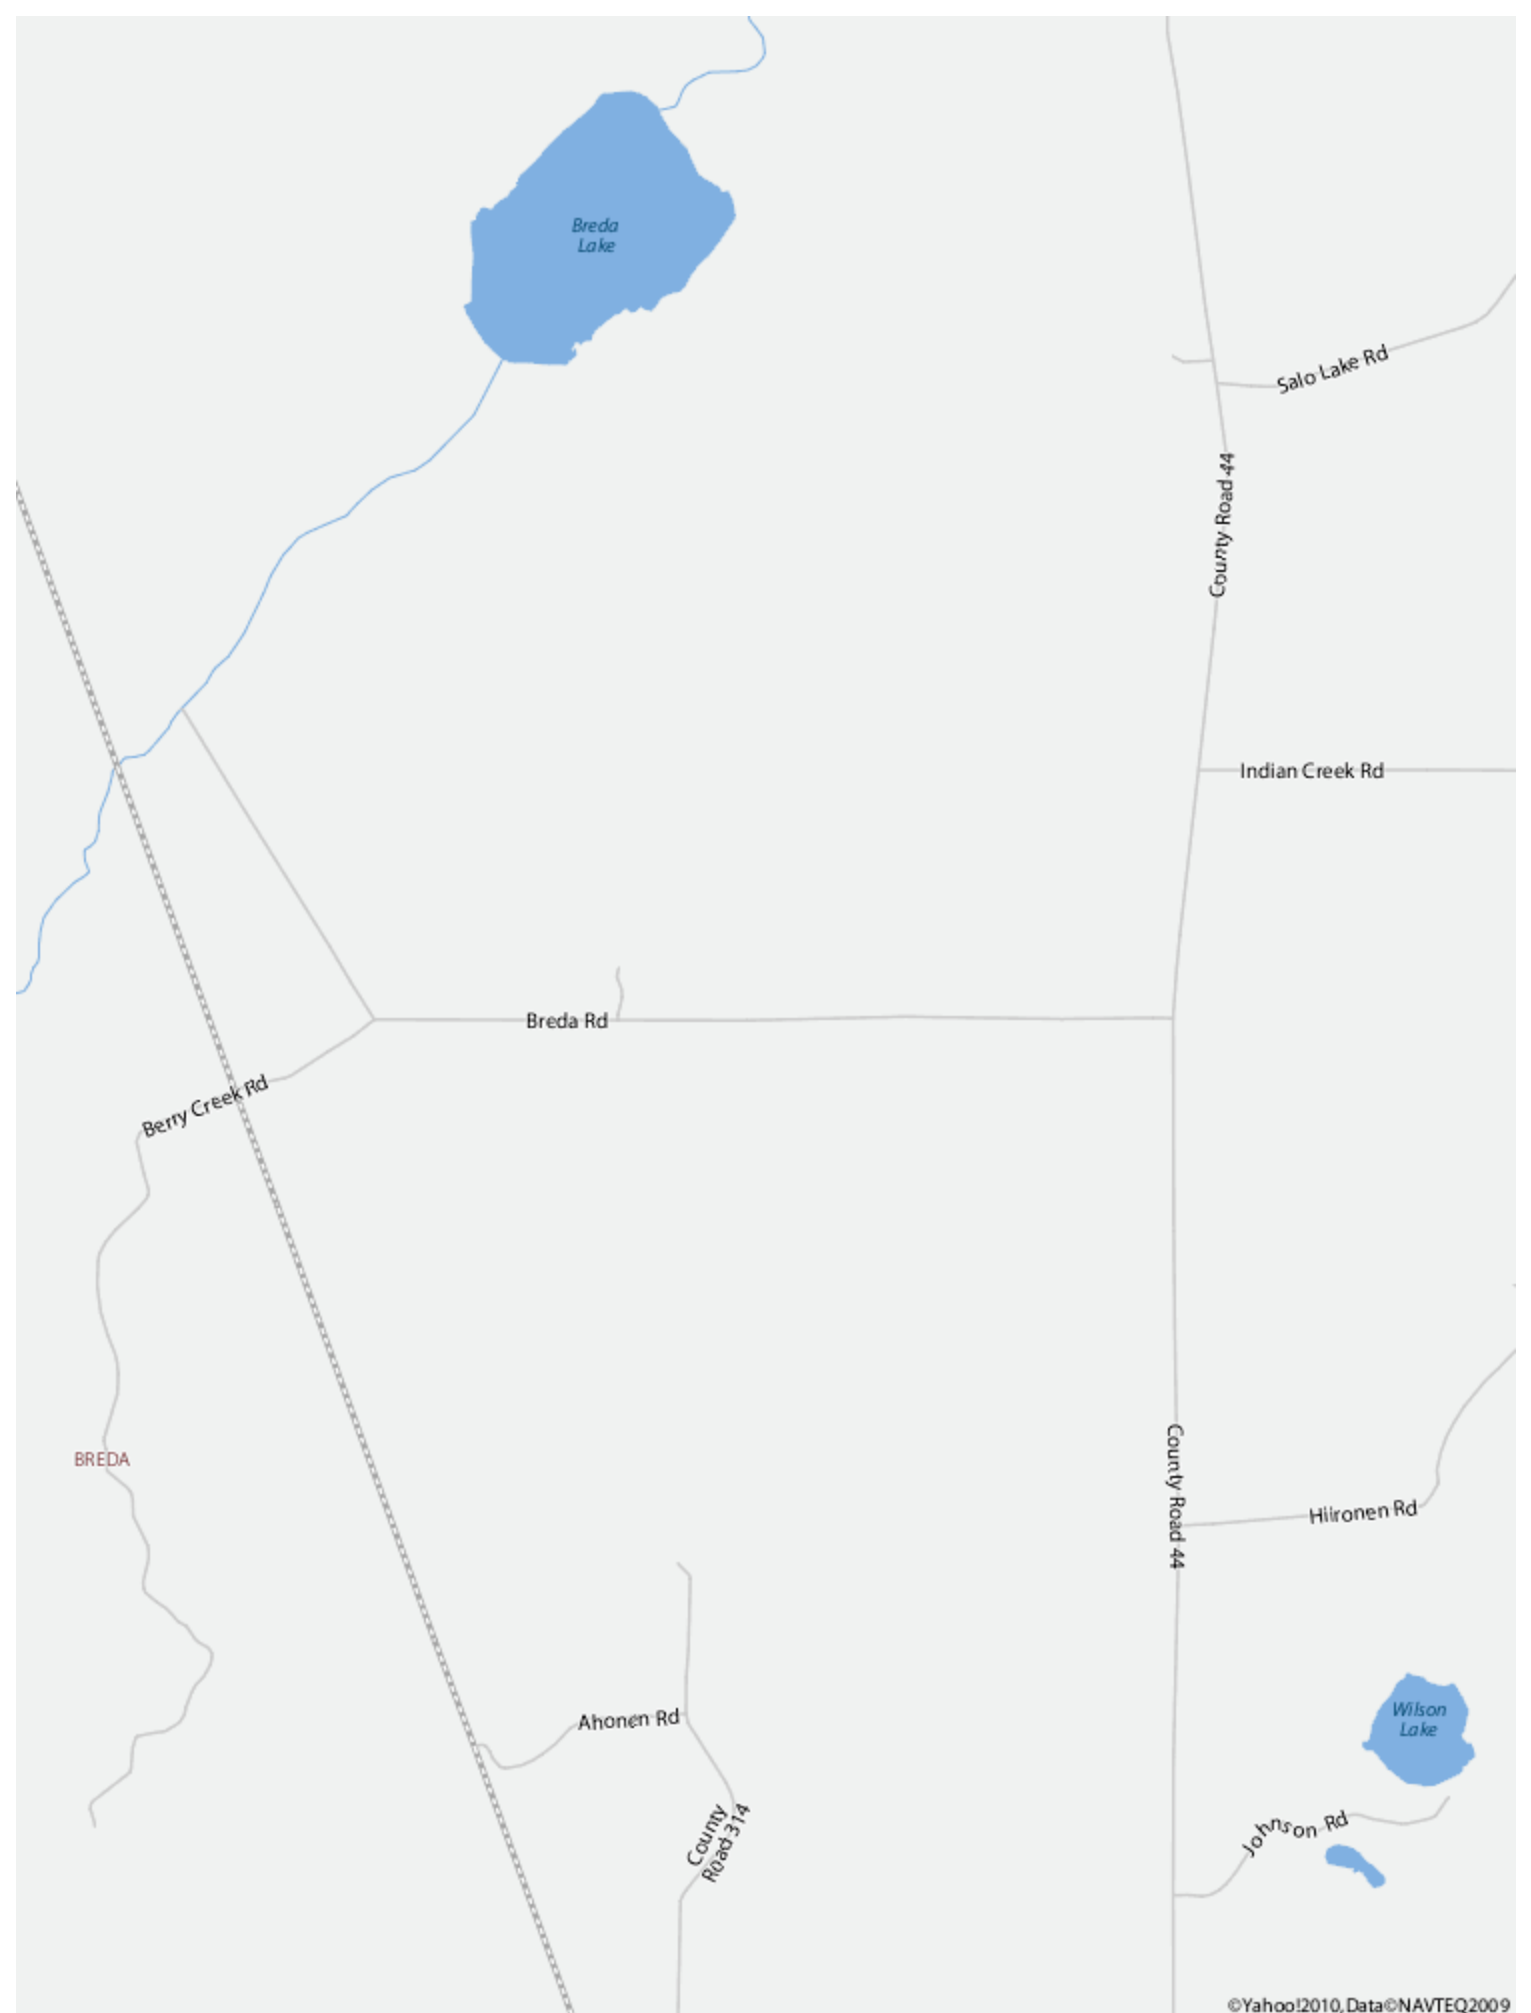 Breda
Lake
Salo Lake Rd
County Road 44
Indian Creek Rd
Breda Rd
Berry Creek Rd
BREDA
County Road 44
Hiironen Rd
Ahonen Rd
Wilson
Lake
County
Road 314
Johnson Rd
©Yahoo!2010,Data©NAVTEQ2009